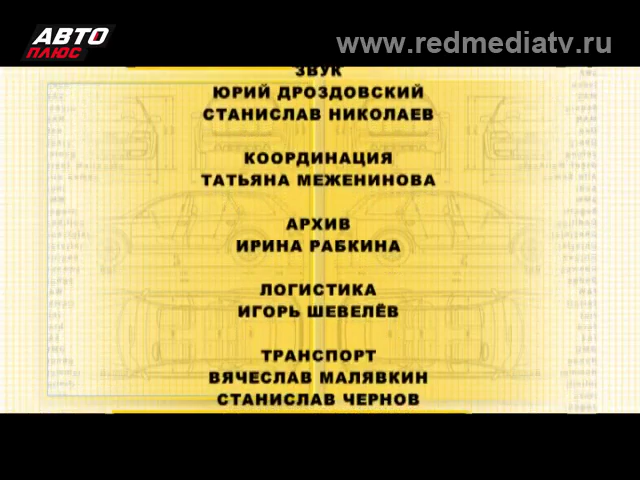 АВТО
ПЛЮС
www.redmediatv.ru
ЗВУК
ЮРИЙ ДРОЗДОВСКИЙ
СТАНИСЛАВ НИКОЛАЕВ
КООРДИНАЦИЯ
ТАТЬЯНА МЕЖЕНИНОВА
АРХИВ
ИРИНА РАБКИНА
ЛОГИСТИКА
ИГОРЬ ШЕВЕЛЁВ
ТРАНСПОРТ
ВЯЧЕСЛАВ МАЛЯВКИН
СТАНИСЛАВ ЧЕРНОВ